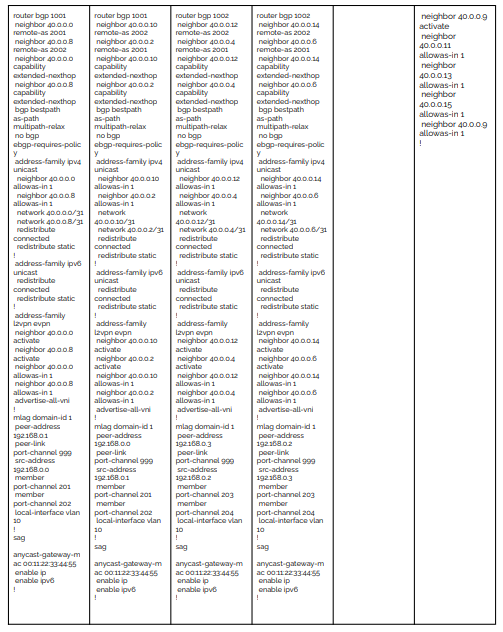 router bgp 1001
neighbor 40.0.0.0
remote-as 2001
neighbor 40.0.0.8
remote-as 2002
neighbor 40.0.0.0
capability
extended-nexthop
neighbor 40.0.0.8
capability
extended-nexthop
bgp bestpath
as-path
multipath-relax
no bgp
ebgp-requires-polic
y
address-family ipv4
unicast
neighbor 40.0.0.0
allowas-in 1
neighbor 40.0.0.8
allowas-in 1
network 40.0.0.0/31
network 40.0.0.8/31
redistribute
connected
redistribute static
!
address-family ipv6
unicast
redistribute
connected
redistribute static
!
address-family
l2vpn evpn
neighbor 40.0.0.0
activate
neighbor 40.0.0.8
activate
neighbor 40.0.0.0
allowas-in 1
neighbor 40.0.0.8
allowas-in 1
advertise-all-vni
!
mlag domain-id 1
peer-address
192.168.0.1
peer-link
port-channel 999
src-address
192.168.0.0
member
port-channel 201
member
port-channel 202
local-interface vlan
10
!
sag
anycast-gateway-m
ac 00:11:22:33:44:55
enable ip
enable ipv6
!
router bgp 1001
neighbor 40.0.0.10
remote-as 2002
neighbor 40.0.0.2
remote-as 2001
neighbor 40.0.0.10
capability
extended-nexthop
neighbor 40.0.0.2
capability
extended-nexthop
bgp bestpath
as-path
multipath-relax
no bgp
ebgp-requires-polic
y
address-family ipv4
unicast
neighbor 40.0.0.10
allowas-in 1
neighbor 40.0.0.2
allowas-in 1
network
40.0.0.10/31
network 40.0.0.2/31
redistribute
connected
redistribute static
!
address-family ipv6
unicast
redistribute
connected
redistribute static
!
address-family
l2vpn evpn
neighbor 40.0.0.10
activate
neighbor 40.0.0.2
activate
neighbor 40.0.0.10
allowas-in 1
neighbor 40.0.0.2
allowas-in 1
advertise-all-vni
!
mlag domain-id 1
peer-address
192.168.0.0
peer-link
port-channel 999
src-address
192.168.0.1
member
port-channel 201
member
port-channel 202
local-interface vlan
10
!
sag
anycast-gateway-m
ac 00:11:22:33:44:55
enable ip
enable ipv6
!
router bgp 1002
neighbor 40.0.0.12
remote-as 2002
neighbor 40.0.0.4
remote-as 2001
neighbor 40.0.0.12
capability
extended-nexthop
neighbor 40.0.0.4
capability
extended-nexthop
bgp bestpath
as-path
multipath-relax
no bgp
ebgp-requires-polic
y
address-family ipv4
unicast
neighbor 40.0.0.12
allowas-in 1
neighbor 40.0.0.4
allowas-in 1
network
40.0.0.12/31
network 40.0.0.4/31
redistribute
connected
redistribute static
!
address-family ipv6
unicast
redistribute
connected
redistribute static
!
address-family
l2vpn evpn
neighbor 40.0.0.12
activate
neighbor 40.0.0.4
activate
neighbor 40.0.0.12
allowas-in 1
neighbor 40.0.0.4
allowas-in 1
advertise-all-vni
!
mlag domain-id 1
peer-address
192.168.0.3
peer-link
port-channel 999
src-address
192.168.0.2
member
port-channel 203
member
port-channel 204
local-interface vlan
10
!
sag
anycast-gateway-m
ac 00:11:22:33:44:55
enable ip
enable ipv6
!
router bgp 1002
neighbor 40.0.0.14
remote-as 2002
neighbor 40.0.0.6
remote-as 2001
neighbor 40.0.0.14
capability
extended-nexthop
neighbor 40.0.0.6
capability
extended-nexthop
bgp bestpath
as-path
multipath-relax
no bgp
ebgp-requires-polic
y
address-family ipv4
unicast
neighbor 40.0.0.14
allowas-in 1
neighbor 40.0.0.6
allowas-in 1
network
40.0.0.14/31
network 40.0.0.6/31
redistribute
connected
redistribute static
!
address-family ipv6
unicast
redistribute
connected
redistribute static
!
address-family
l2vpn evpn
neighbor 40.0.0.14
activate
neighbor 40.0.0.6
activate
neighbor 40.0.0.14
allowas-in 1
neighbor 40.0.0.6
allowas-in 1
advertise-all-vni
!
mlag domain-id 1
peer-address
192.168.0.2
peer-link
port-channel 999
src-address
192.168.0.3
member
port-channel 203
member
port-channel 204
local-interface vlan
10
!
sag
anycast-gateway-m
ac 00:11:22:33:44:55
enable ip
enable ipv6
!
neighbor 40.0.0.9
activate
neighbor
40.0.0.11
allowas-in 1
neighbor
40.0.0.13
allowas-in 1
neighbor
40.0.0.15
allowas-in 1
neighbor 40.0.0.9
allowas-in 1
!